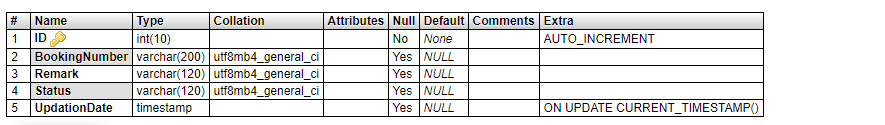 # Name Type Collation Attributes Null Default Comments Extra
1 ID int(10) No None AUTO_INCREMENT
2 BookingNumber varchar(200) utf8mb4_general_ci Yes NULL
3 Remark varchar(120) utf8mb4_general_ci Yes NULL
4 Status varchar(120) utf8mb4_general_ci Yes NULL
5 UpdationDate timestamp Yes NULL ON UPDATE CURRENT_TIMESTAMP()